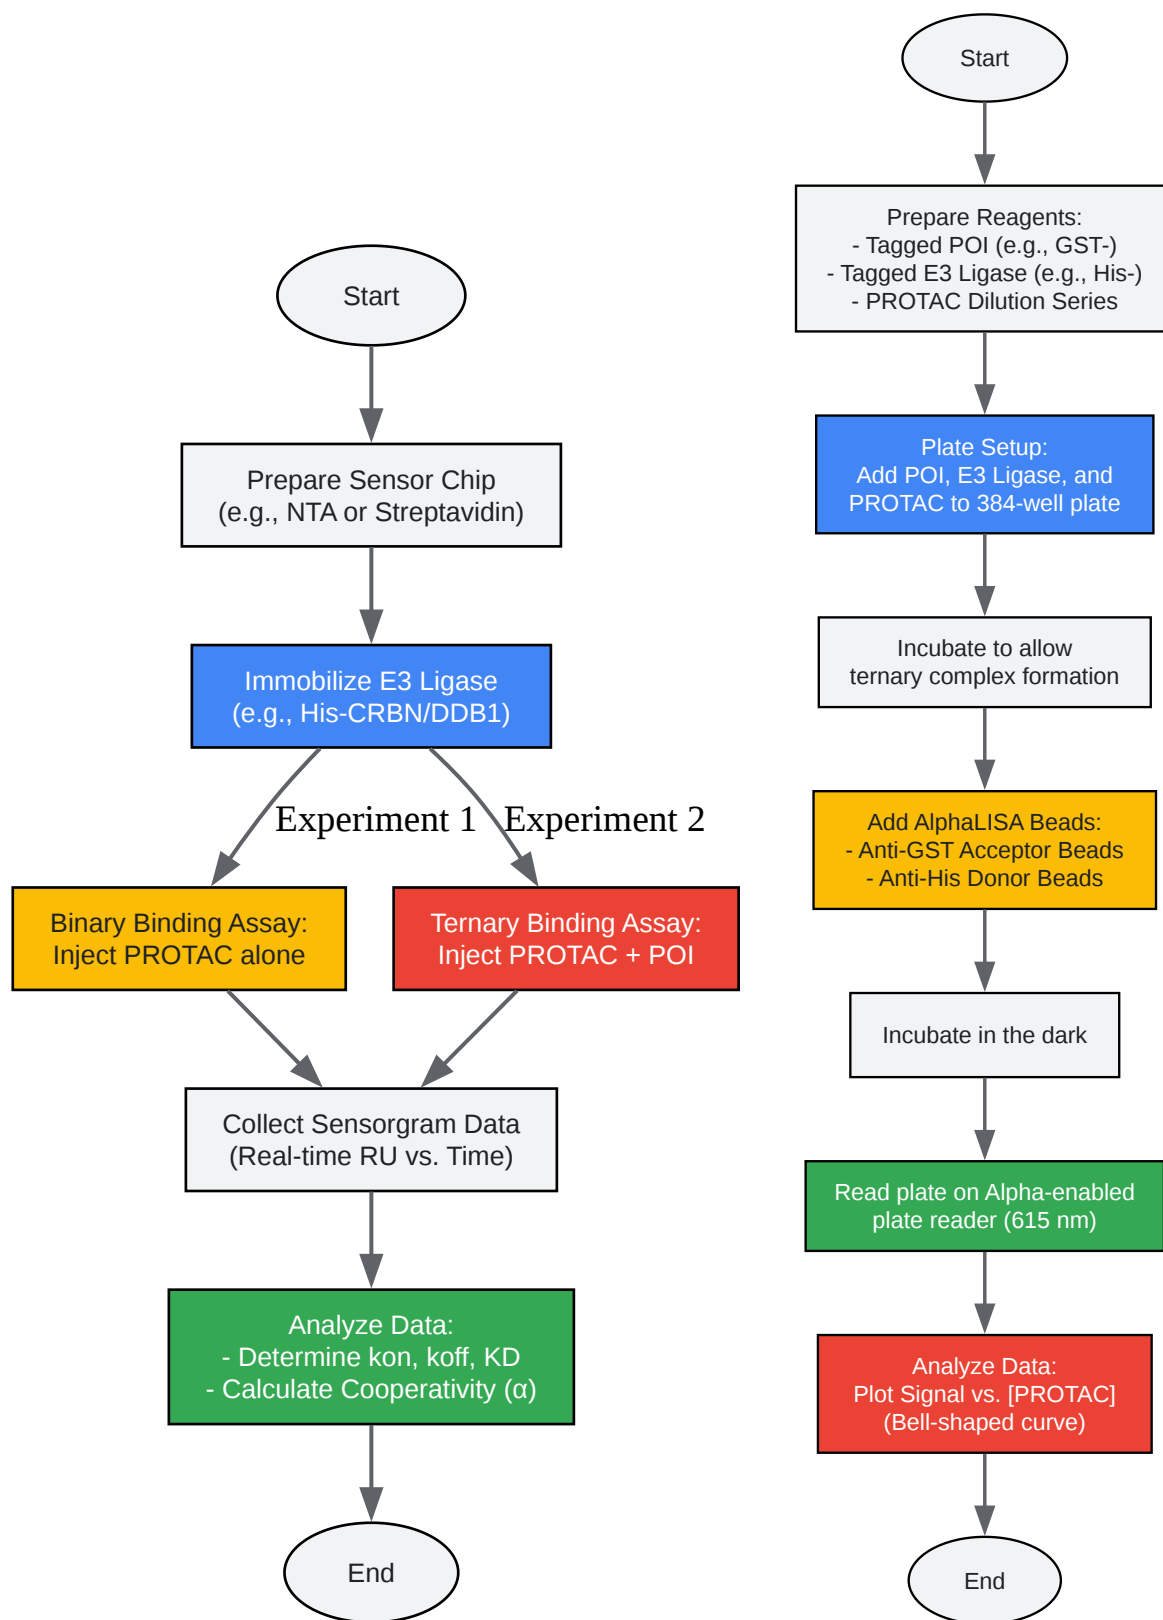 Start
Prepare Sensor Chip
(e.g., NTA or Streptavidin)
Immobilize E3 Ligase
(e.g., His-CRBN/DDB1)
Experiment 1
Experiment 2
Binary Binding Assay:
Inject PROTAC alone
Ternary Binding Assay:
Inject PROTAC + POI
Collect Sensorgram Data
(Real-time RU vs. Time)
Analyze Data:
- Determine kon, koff, KD
- Calculate Cooperativity (α)
End
Start
Prepare Reagents:
- Tagged POI (e.g., GST-)
- Tagged E3 Ligase (e.g., His-)
- PROTAC Dilution Series
Plate Setup:
Add POI, E3 Ligase, and
PROTAC to 384-well plate
Incubate to allow
ternary complex formation
Add AlphaLISA Beads:
- Anti-GST Acceptor Beads
- Anti-His Donor Beads
Incubate in the dark
Read plate on Alpha-enabled
plate reader (615 nm)
Analyze Data:
Plot Signal vs. [PROTAC]
(Bell-shaped curve)
End